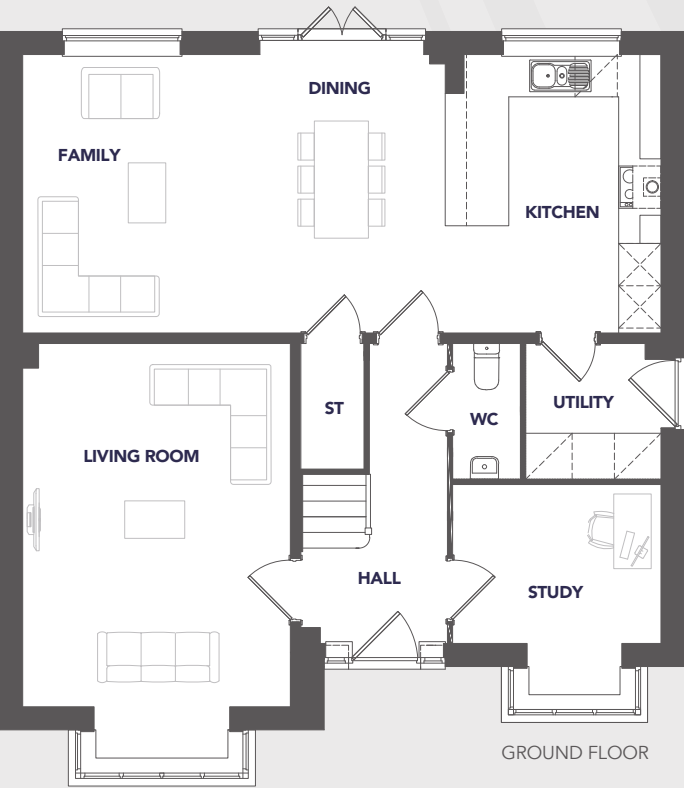 DINING
FAMILY
KITCHEN
ST
UTILITY
WC
LIVING ROOM
HALL
STUDY
GROUND FLOOR